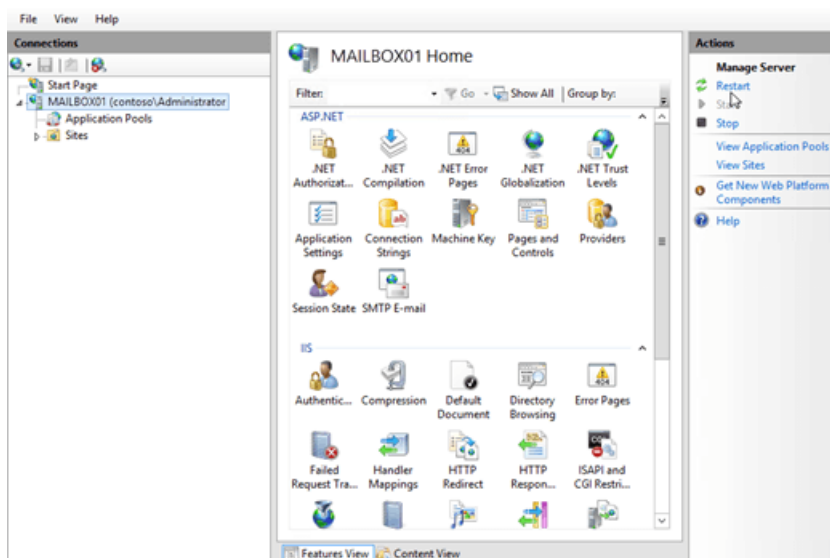 File View Help
Connections
Start Page
MAILBOX01 (contoso\Administrator
Application Pools
Sites
MAILBOX01 Home
Filter: Go Show All Group by:
ASP.NET
.NET Authorizat...
.NET Compilation
.NET Error Pages
.NET Globalization
.NET Trust Levels
Application Settings
Connection Strings
Machine Key
Pages and Controls
Providers
Session State
SMTP E-mail
IIS
Authentic...
Compression
Default Document
Directory Browsing
Error Pages
Failed Request Tra...
Handler Mappings
HTTP Redirect
HTTP Respon...
ISAPI and CGI Restri...
Features View Content View
Actions
Manage Server
Restart
Stop
View Application Pools
View Sites
Get New Web Platform
Components
Help